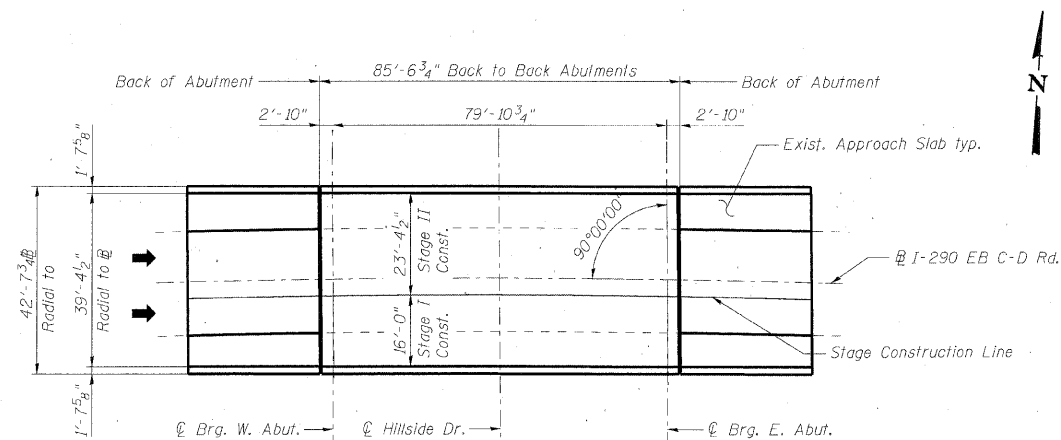 N
85'-6 3/4" Back to Back Abutments
Back of Abutment
Back of Abutment
2'-10"
79'-10 3/4"
2'-10"
Exist. Approach Slab typ.
1' 7 5/8"
42'-7 3/4"
Radial to ℄
39'-4 1/2"
Radial to ℄
23'-4 1/2"
Stage II
Const.
90°00'00"
℄ I-290 EB C-D Rd.
16'-0"
Stage I
Const.
Stage Construction Line
1'-7 5/8"
℄ Brg. W. Abut.
℄ Hillside Dr.
℄ Brg. E. Abut.